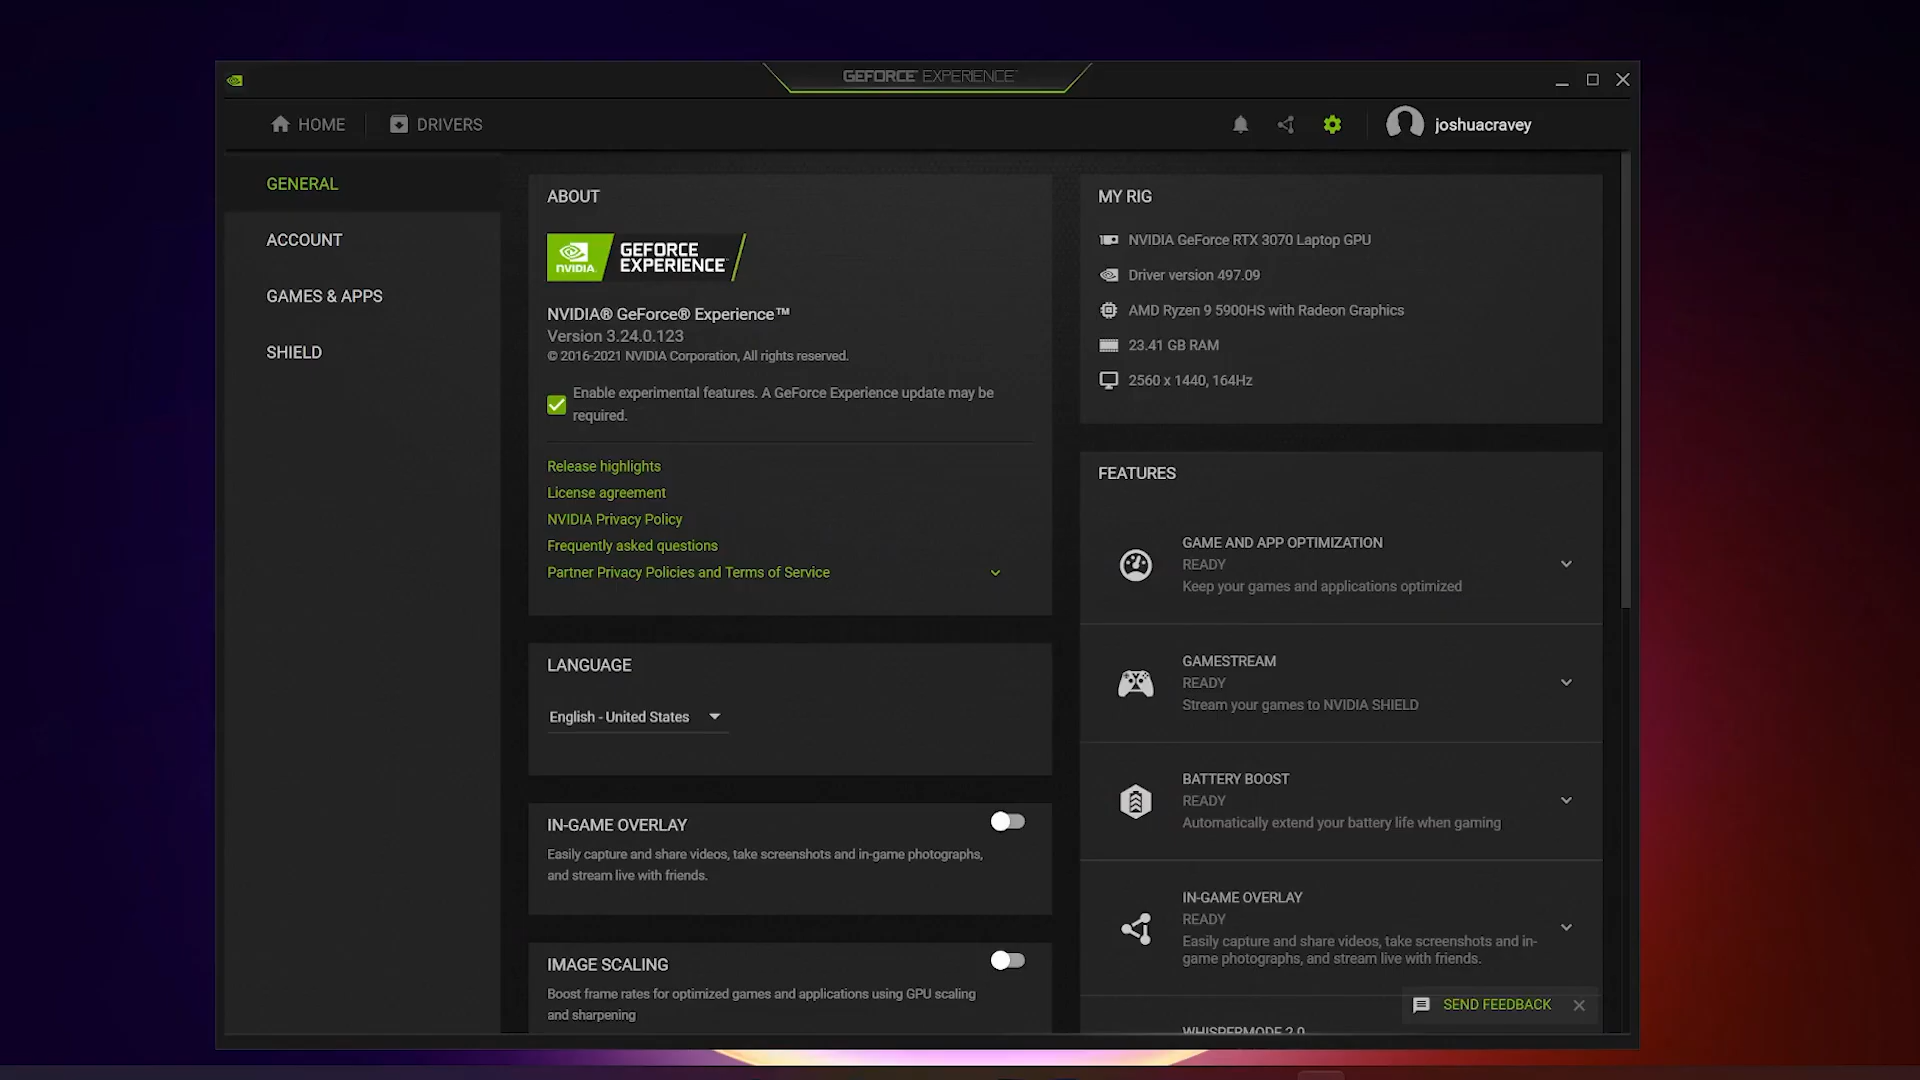 GEFORCE EXPERIENCE
HOME
DRIVERS
joshuacravey
GENERAL
ACCOUNT
GAMES & APPS
SHIELD
ABOUT
NVIDIA
GEFORCE
EXPERIENCE
NVIDIA® GeForce® Experience™
Version 3.24.0.123
© 2016-2021 NVIDIA Corporation, All rights reserved.
Enable experimental features. A GeForce Experience update may be
required.
Release highlights
License agreement
NVIDIA Privacy Policy
Frequently asked questions
Partner Privacy Policies and Terms of Service
LANGUAGE
English - United States
IN-GAME OVERLAY
Easily capture and share videos, take screenshots and in-game photographs,
and stream live with friends.
IMAGE SCALING
Boost frame rates for optimized games and applications using GPU scaling
and sharpening
MY RIG
NVIDIA GeForce RTX 3070 Laptop GPU
Driver version 497.09
AMD Ryzen 9 5900HS with Radeon Graphics
23.41 GB RAM
2560 x 1440, 164Hz
FEATURES
GAME AND APP OPTIMIZATION
READY
Keep your games and applications optimized
GAMESTREAM
READY
Stream your games to NVIDIA SHIELD
BATTERY BOOST
READY
Automatically extend your battery life when gaming
IN-GAME OVERLAY
READY
Easily capture and share videos, take screenshots and in-
game photographs, and stream live with friends.
WHISPERMODE 2.0
SEND FEEDBACK